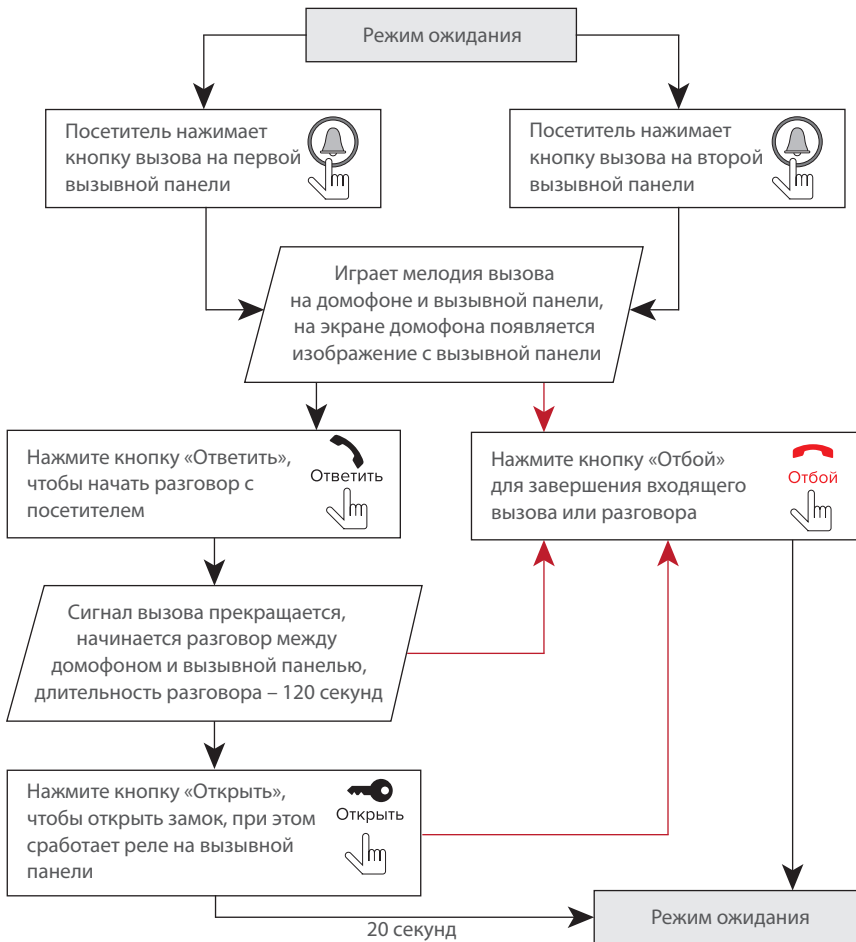 Режим ожидания
Посетитель нажимает
кнопку вызова на первой
вызывной панели
Посетитель нажимает
кнопку вызова на второй
вызывной панели
Играет мелодия вызова
на домофоне и вызывной панели,
на экране домофона появляется
изображение с вызывной панели
Нажмите кнопку «Ответить»,
чтобы начать разговор с
посетителем
Ответить
Нажмите кнопку «Отбой»
для завершения входящего
вызова или разговора
Отбой
Сигнал вызова прекращается,
начинается разговор между
домофоном и вызывной панелью,
длительность разговора – 120 секунд
Нажмите кнопку «Открыть»,
чтобы открыть замок, при этом
сработает реле на вызывной
панели
Открыть
20 секунд
Режим ожидания